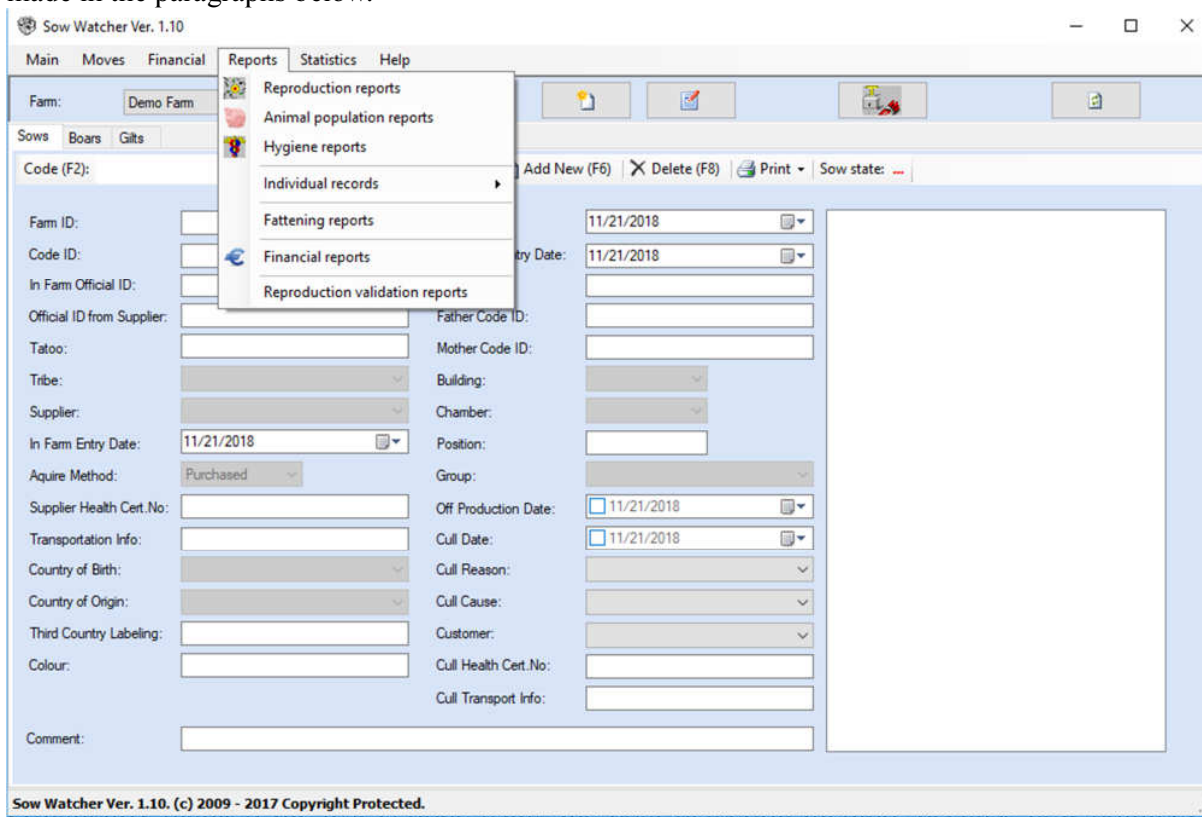 made in the paragraphs below.
Sow Watcher Ver. 1.10
Main Moves Financial Reports Statistics Help
Reproduction reports
Animal population reports
Hygiene reports
Individual records
Fattening reports
Financial reports
Reproduction validation reports
Farm: Demo Farm
Sows Boars Gilts
Code (F2): Add New (F6) Delete (F8) Print Sow state: ...
Farm ID: 11/21/2018
Code ID: try Date: 11/21/2018
In Farm Official ID:
Official ID from Supplier: Father Code ID:
Tatoo: Mother Code ID:
Tribe: Building:
Supplier: Chamber:
In Farm Entry Date: 11/21/2018 Position:
Aquire Method: Purchased Group:
Supplier Health Cert.No: Off Production Date: 11/21/2018
Transportation Info: Cull Date: 11/21/2018
Country of Birth: Cull Reason:
Country of Origin: Cull Cause:
Third Country Labeling: Customer:
Colour: Cull Health Cert.No:
Cull Transport Info:
Comment:
Sow Watcher Ver. 1.10. (c) 2009 - 2017 Copyright Protected.